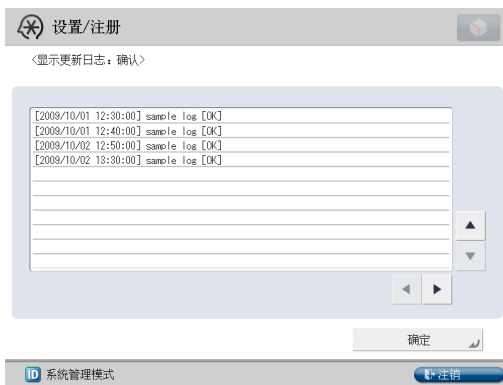 设置/注册
<显示更新日志：确认>
[2009/10/01 12:30:00] sample log [OK]
[2009/10/01 12:40:00] sample log [OK]
[2009/10/02 12:50:00] sample log [OK]
[2009/10/02 13:30:00] sample log [OK]
确定
ID 系统管理模式
注销